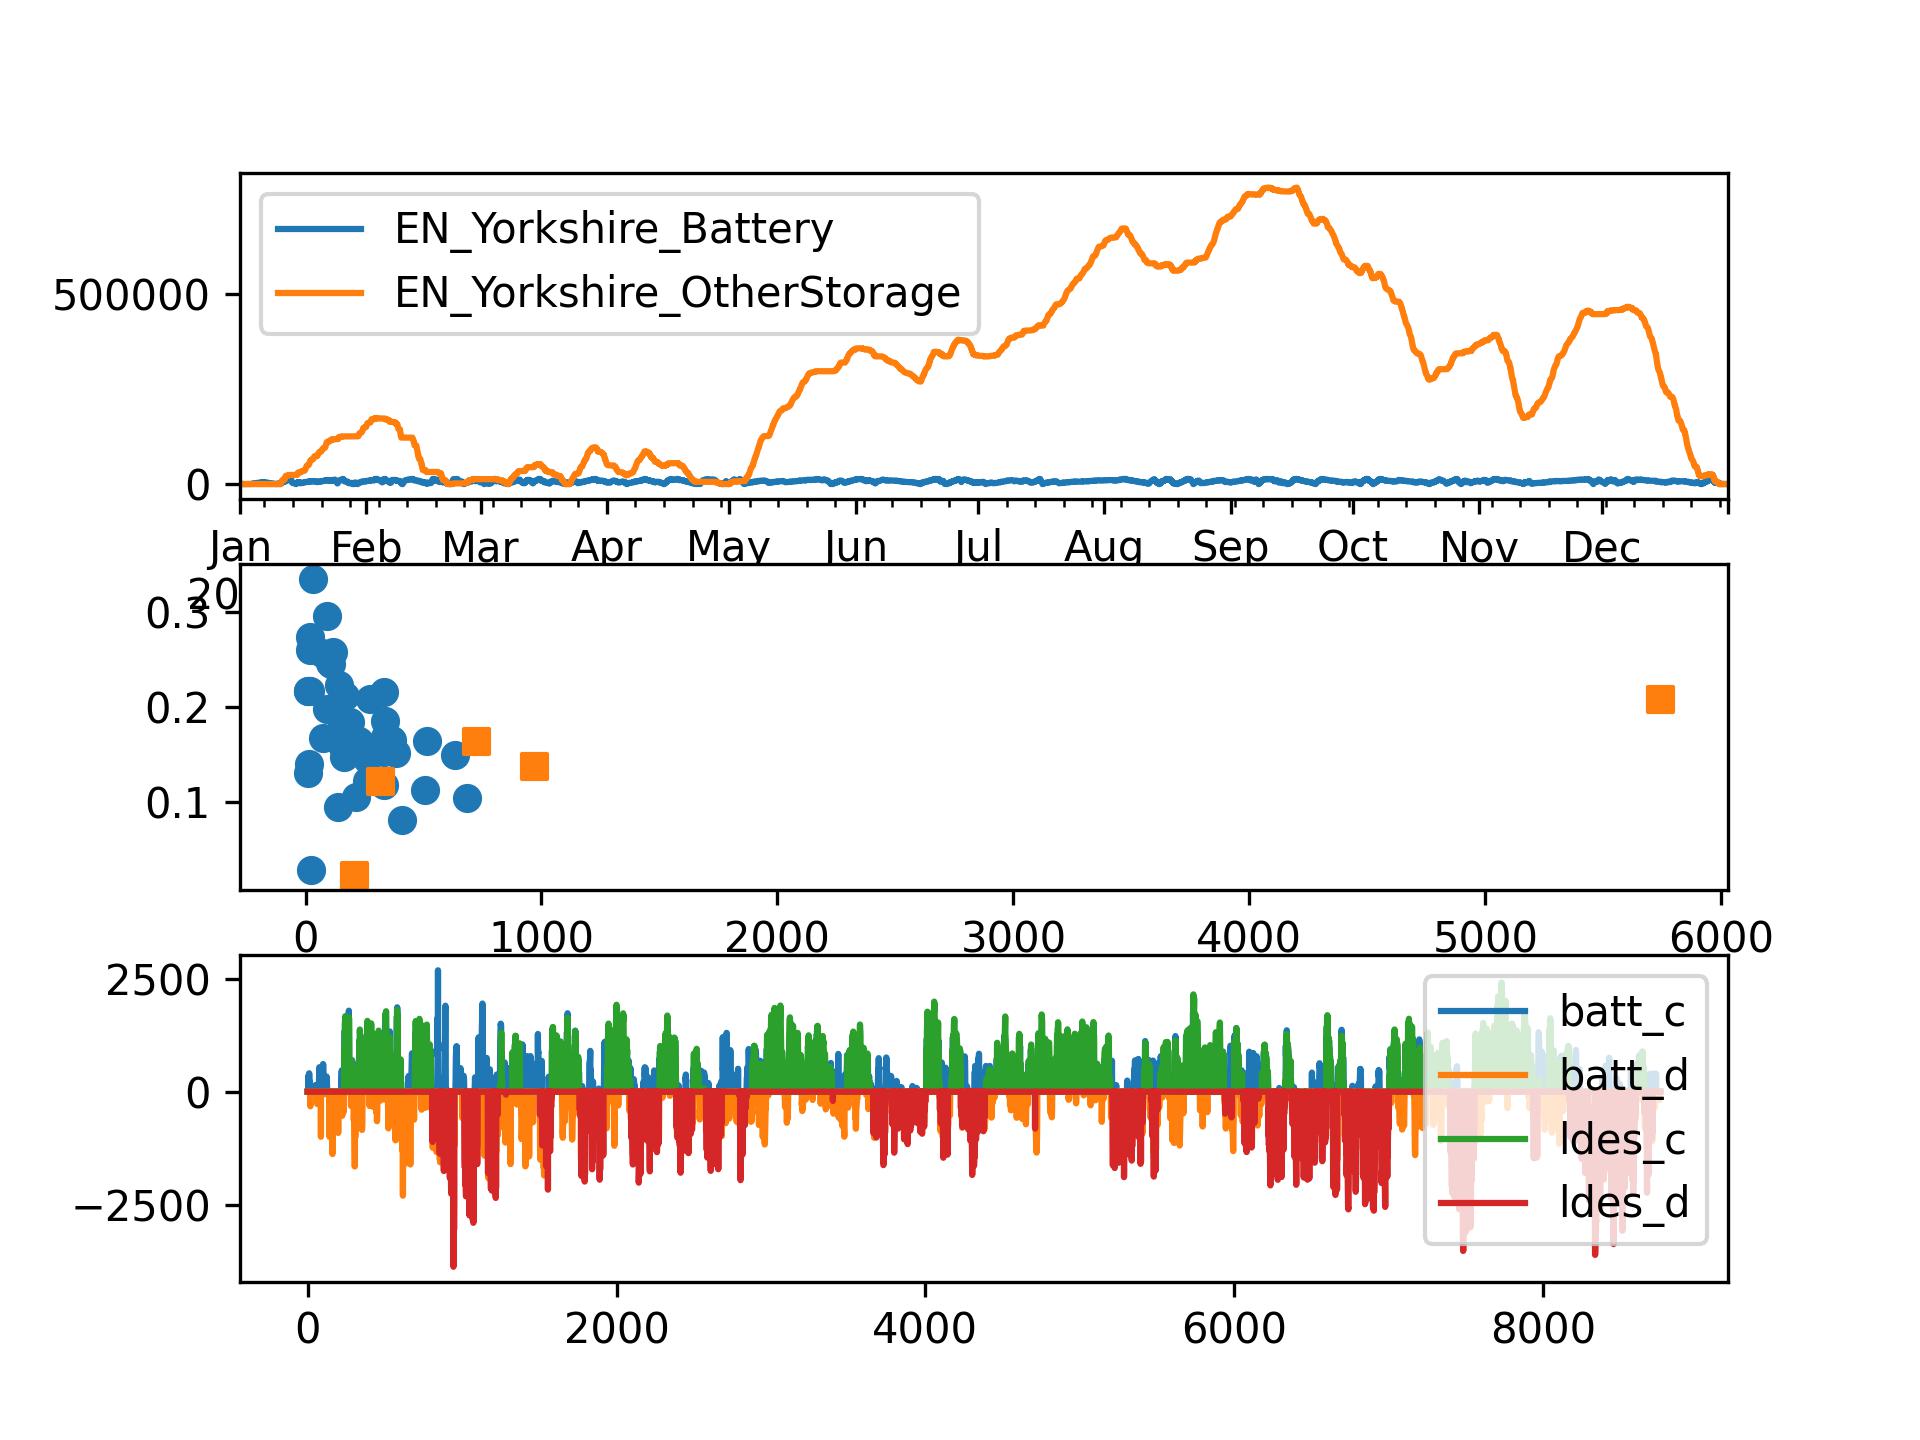 EN_Yorkshire_Battery
EN_Yorkshire_OtherStorage
500000
0
Jan Feb Mar Apr May Jun Jul Aug Sep Oct Nov Dec
20
0.3
0.2
0.1
0 1000 2000 3000 4000 5000 6000
2500
0
−2500
batt_c
batt_d
ldes_c
ldes_d
0 2000 4000 6000 8000